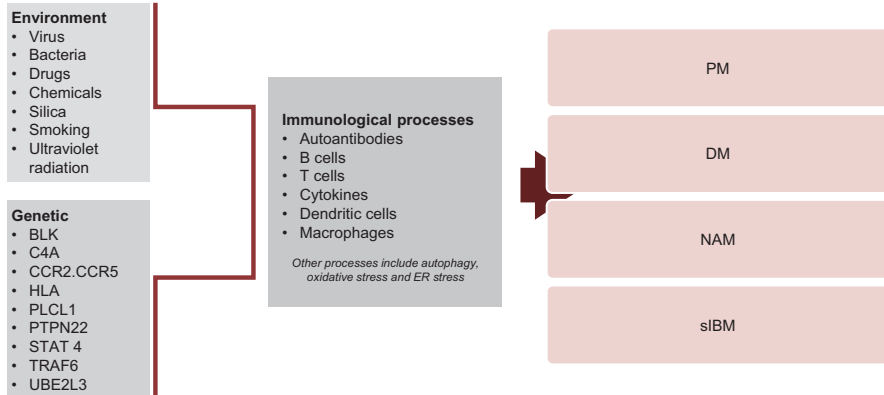 Environment
• Virus
• Bacteria
• Drugs
• Chemicals
• Silica
• Smoking
• Ultraviolet
radiation
Genetic
• BLK
• C4A
• CCR2.CCR5
• HLA
• PLCL1
• PTPN22
• STAT 4
• TRAF6
• UBE2L3
Immunological processes
• Autoantibodies
• B cells
• T cells
• Cytokines
• Dendritic cells
• Macrophages
Other processes include autophagy,
oxidative stress and ER stress
PM
DM
NAM
sIBM